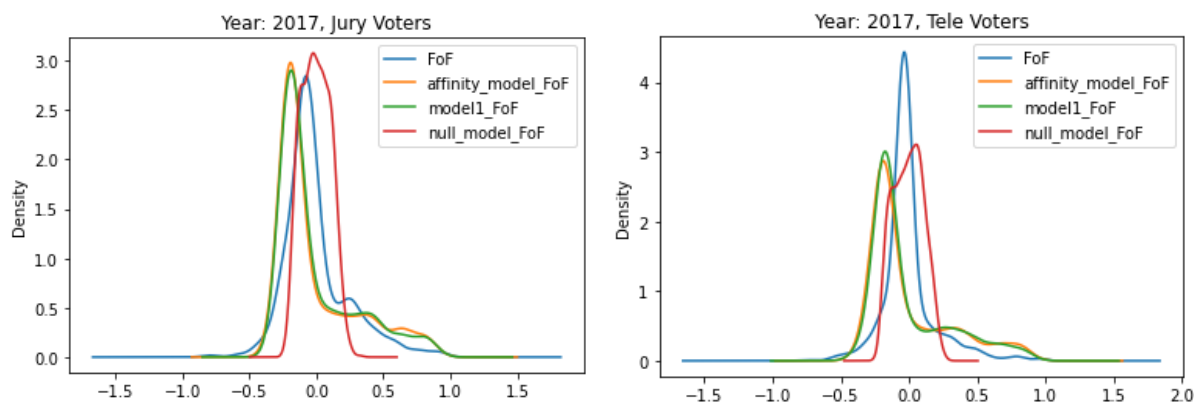 Year: 2017, Jury Voters
FoF
affinity_model_FoF
model1_FoF
null_model_FoF
Density
3.0
2.5
2.0
1.5
1.0
0.5
0.0
−1.5 −1.0 −0.5 0.0 0.5 1.0 1.5
Year: 2017, Tele Voters
FoF
affinity_model_FoF
model1_FoF
null_model_FoF
Density
4
3
2
1
0
−1.5 −1.0 −0.5 0.0 0.5 1.0 1.5 2.0